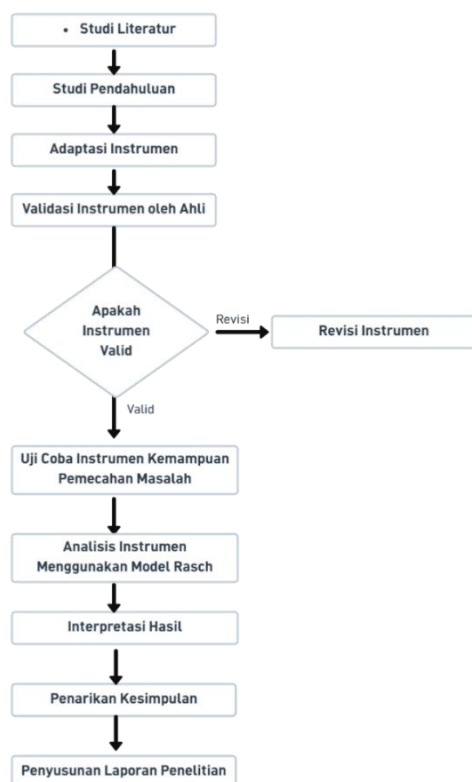 • Studi Literatur
Studi Pendahuluan
Adaptasi Instrumen
Validasi Instrumen oleh Ahli
Apakah
Instrumen
Valid
Revisi
Revisi Instrumen
Valid
Uji Coba Instrumen Kemampuan
Pemecahan Masalah
Analisis Instrumen
Menggunakan Model Rasch
Interpretasi Hasil
Penarikan Kesimpulan
Penyusunan Laporan Penelitian